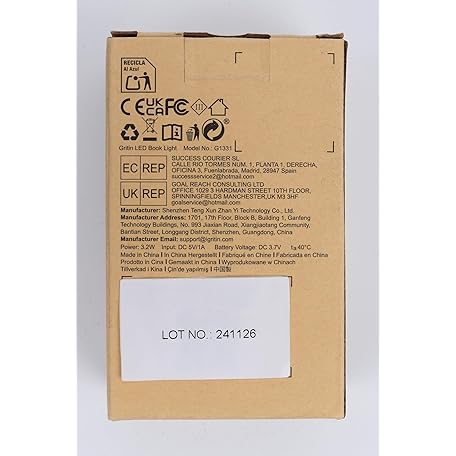 RECICLA
Al Azul
CE UK CA FC III
Gritin LED Book Light Model No.: G1331
EC REP
SUCCESS COURIER SL
CALLE RIO TORMES NUM. 1, PLANTA 1, DERECHA,
OFICINA 3, Fuenlabrada, Madrid, 28947 Spain
successservice2@hotmail.com
UK REP
GOAL REACH CONSULTING LTD
OFFICE 1029 3 HARDMAN STREET 10TH FLOOR,
SPINNINGFIELDS MANCHESTER,UK M3 3HF
goalservice@hotmail.com
Manufacturer: Shenzhen Teng Xun Zhan Yi Technology Co., Ltd.
Manufacturer Address: 1701, 17th Floor, Block B, Building 1, Ganfeng
Technology Buildings, No. 993 Jiaxian Road, Xiangjiaotang Community,
Bantian Street, Longgang District, Shenzhen, Guangdong, China
Manufacturer Email: support@igritin.com
Power: 3.2W Input: DC 5V/1A Battery Voltage: DC 3.7V ta 40°C
Made in China || In China Hergestellt || Fabriqué en Chine || Fabricada en China
Prodotto In Cina || Gemaakt in China || Wyprodukowane w Chinach
Tillverkad i Kina || Çin'de yapılmış || 中国製
LOT NO.: 241126